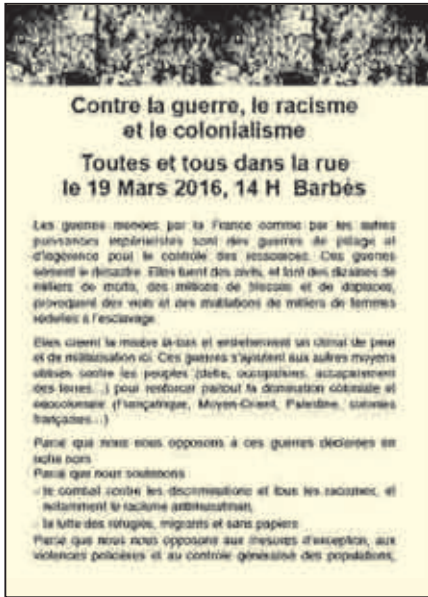 Contre la guerre, le racisme
et le colonialisme
Toutes et tous dans la rue
le 19 Mars 2016, 14 H Barbès
Les guerres menées par la France comme par les autres
puissances impérialistes sont des guerres de pillage et
d'ingérence pour le contrôle des ressources. Ces guerres
sèment le désastre. Elles tuent des civils, et font des dizaines de
milliers de morts, des millions de blessés et de déplacés,
provoquent des viols et des mutilations de milliers de femmes
réduites à l'esclavage.
Elles créent la misère là-bas et entretiennent un climat de peur
et de militarisation ici. Ces guerres s'ajoutent aux autres moyens
utilisés contre les peuples (dette, occupations, accaparement
des terres...) pour renforcer partout la domination coloniale et
néocoloniale (Françafrique, Moyen-Orient, Palestine, colonies
françaises...)
Parce que nous nous opposons à ces guerres déclarées en
notre nom
Parce que nous soutenons
- le combat contre les discriminations et tous les racismes, et
notamment le racisme antimusulman,
- la lutte des réfugiés, migrants et sans papiers
Parce que nous nous opposons aux mesures d'exception, aux
violences policières et au contrôle généralisé des populations,